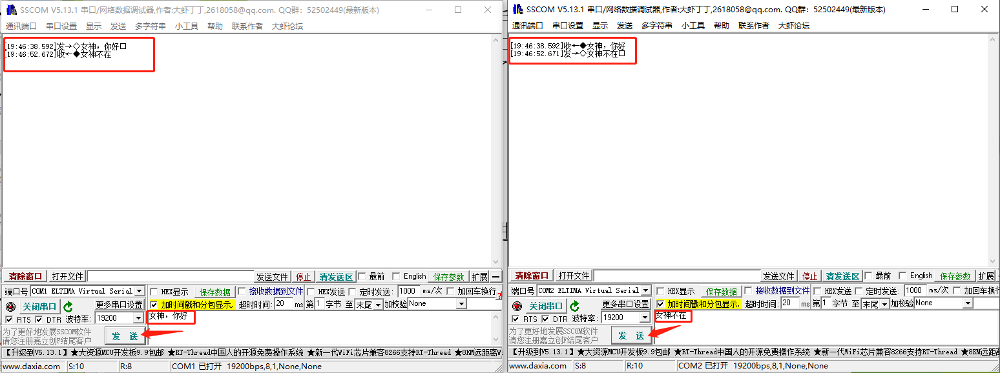 SSCOM V5.13.1 串口/网络数据调试器,作者:大虾丁丁,2618058@qq.com. QQ群：52502449(最新版本)
通讯端口 串口设置 显示 发送 多字符串 小工具 帮助 联系作者 大虾论坛
[19:46:38.592]发→◇女神，你好□
[19:46:52.672]收←◆女神不在
清除窗口 打开文件 发送文件 停止 清发送区 最前 English 保存参数 扩展 —
端口号 COM1 ELTIMA Virtual Serial HEX显示 保存数据 接收数据到文件 HEX发送 定时发送: 1000 ms/次 加回车换行
关闭串口 更多串口设置 加时间戳和分包显示, 超时时间: 20 ms 第 1 字节 至 末尾 加校验 None
RTS DTR 波特率: 19200 女神，你好
为了更好地发展SSCOM软件
请您注册嘉立创F结尾客户
发 送
【升级到V5.13.1】★大资源MCU开发板9.9包邮 ★RT-Thread中国人的开源免费操作系统 ★新一代WiFi芯片兼容8266支持RT-Thread ★8KM远距离W
www.daxia.com S:10 R:8 COM1 已打开 19200bps,8,1,None,None
SSCOM V5.13.1 串口/网络数据调试器,作者:大虾丁丁,2618058@qq.com. QQ群：52502449(最新版本)
通讯端口 串口设置 显示 发送 多字符串 小工具 帮助 联系作者 大虾论坛
[19:46:38.592]收←◆女神，你好
[19:46:52.671]发→◇女神不在□
清除窗口 打开文件 发送文件 停止 清发送区 最前 English 保存参数 扩展
端口号 COM2 ELTIMA Virtual Serial HEX显示 保存数据 接收数据到文件 HEX发送 定时发送: 1000 ms/次 加回车换行
关闭串口 更多串口设置 加时间戳和分包显示, 超时时间: 20 ms 第 1 字节 至 末尾 加校验 None
RTS DTR 波特率: 19200 女神不在
为了更好地发展SSCOM软件
请您注册嘉立创F结尾客户
发 送
【升级到V5.13.1】★大资源MCU开发板9.9包邮 ★RT-Thread中国人的开源免费操作系统 ★新一代WiFi芯片兼容8266支持RT-Thread ★8KM远距离
www.daxia.com S:8 R:10 COM2 已打开 19200bps,8,1,None,None